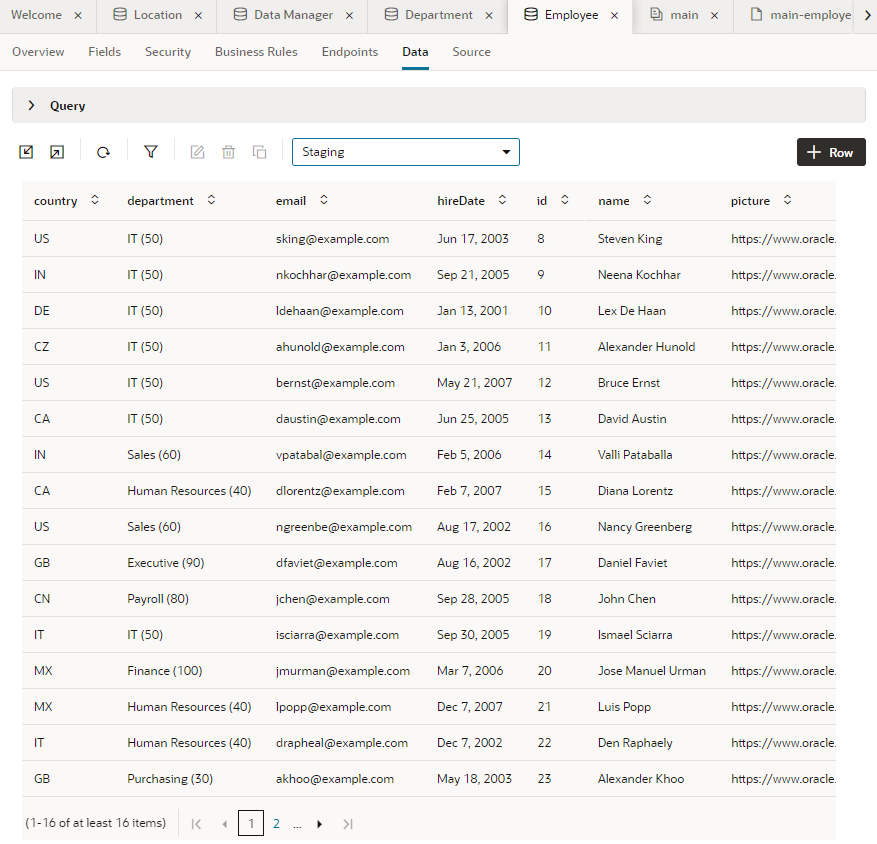 Welcome × Location × Data Manager × Department × Employee × main × main-employe
Overview Fields Security Business Rules Endpoints Data Source
Query
Staging + Row
country department email hireDate id name picture
US IT (50) sking@example.com Jun 17, 2003 8 Steven King https://www.oracle.
IN IT (50) nkochhar@example.com Sep 21, 2005 9 Neena Kochhar https://www.oracle.
DE IT (50) ldehaan@example.com Jan 13, 2001 10 Lex De Haan https://www.oracle.
CZ IT (50) ahunold@example.com Jan 3, 2006 11 Alexander Hunold https://www.oracle.
US IT (50) bernst@example.com May 21, 2007 12 Bruce Ernst https://www.oracle.
CA IT (50) daustin@example.com Jun 25, 2005 13 David Austin https://www.oracle.
IN Sales (60) vpatabal@example.com Feb 5, 2006 14 Valli Pataballa https://www.oracle.
CA Human Resources (40) dlorentz@example.com Feb 7, 2007 15 Diana Lorentz https://www.oracle.
US Sales (60) ngreenbe@example.com Aug 17, 2002 16 Nancy Greenberg https://www.oracle.
GB Executive (90) dfaviet@example.com Aug 16, 2002 17 Daniel Faviet https://www.oracle.
CN Payroll (80) jchen@example.com Sep 28, 2005 18 John Chen https://www.oracle.
IT IT (50) isciarra@example.com Sep 30, 2005 19 Ismael Sciarra https://www.oracle.
MX Finance (100) jmurman@example.com Mar 7, 2006 20 Jose Manuel Urman https://www.oracle.
MX Human Resources (40) lpopp@example.com Dec 7, 2007 21 Luis Popp https://www.oracle.
IT Human Resources (40) drapheal@example.com Dec 7, 2002 22 Den Raphaely https://www.oracle.
GB Purchasing (30) akhoo@example.com May 18, 2003 23 Alexander Khoo https://www.oracle.
(1-16 of at least 16 items) 1 2 ...